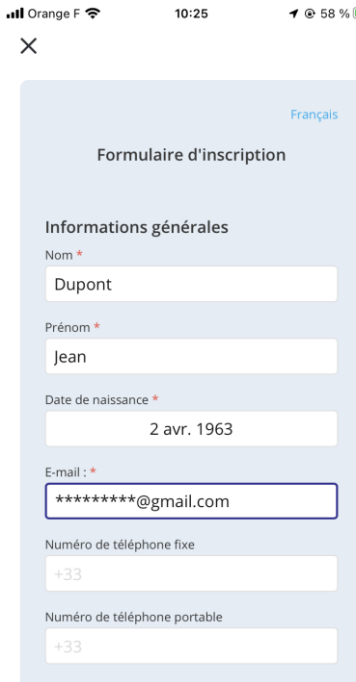 Orange F 10:25 58 %
Français
Formulaire d'inscription
Informations générales
Nom *
Dupont
Prénom *
Jean
Date de naissance *
2 avr. 1963
E-mail : *
*********@gmail.com
Numéro de téléphone fixe
+33
Numéro de téléphone portable
+33